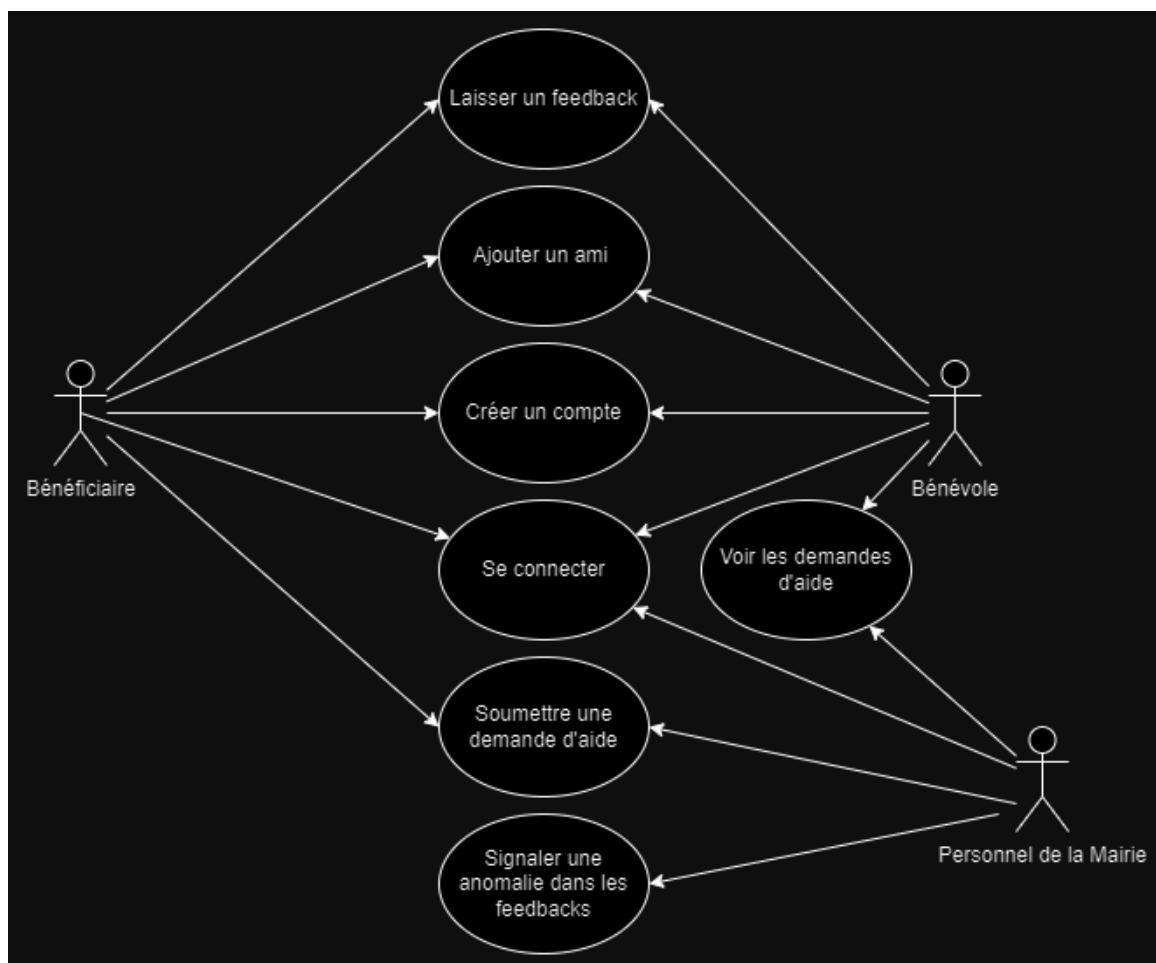 Laisser un feedback
Ajouter un ami
Créer un compte
Bénéficiaire
Bénévole
Se connecter
Voir les demandes
d'aide
Soumettre une
demande d'aide
Personnel de la Mairie
Signaler une
anomalie dans les
feedbacks